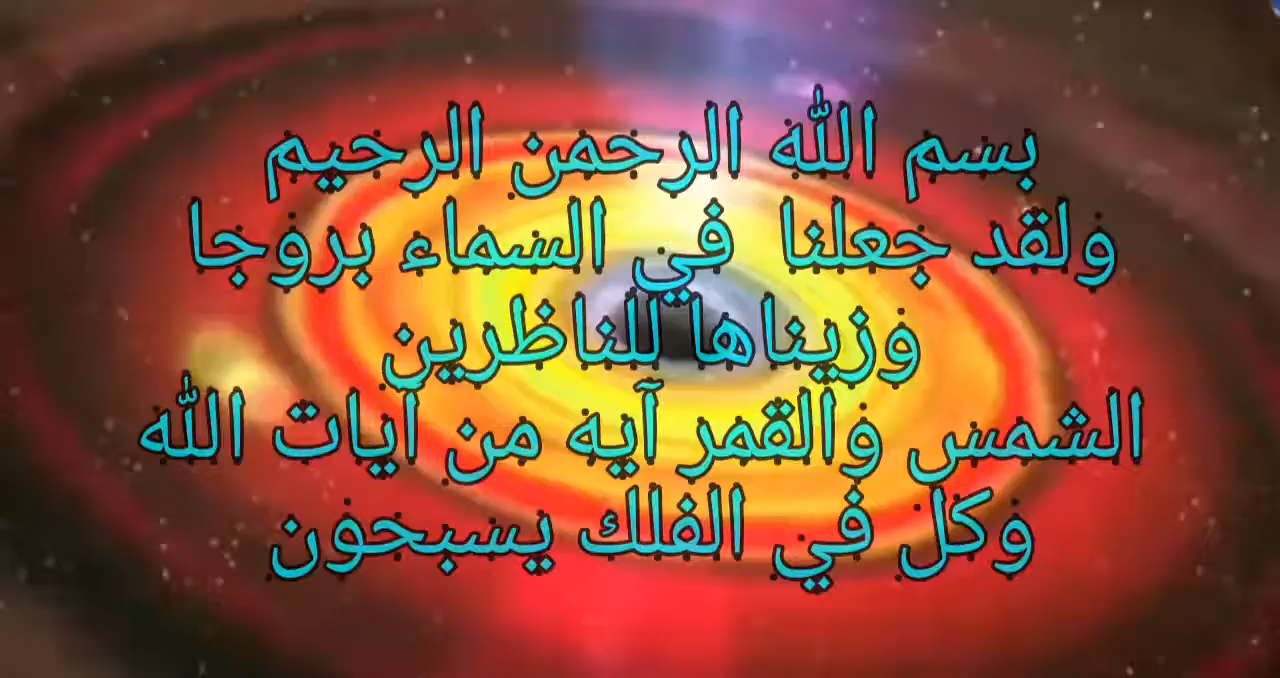 بسم الله الرحمن الرحيم
ولقد جعلنا في السماء بروجا
وزيناها للناظرين
الشمس والقمر آيه من آيات الله
وكل في الفلك يسبحون